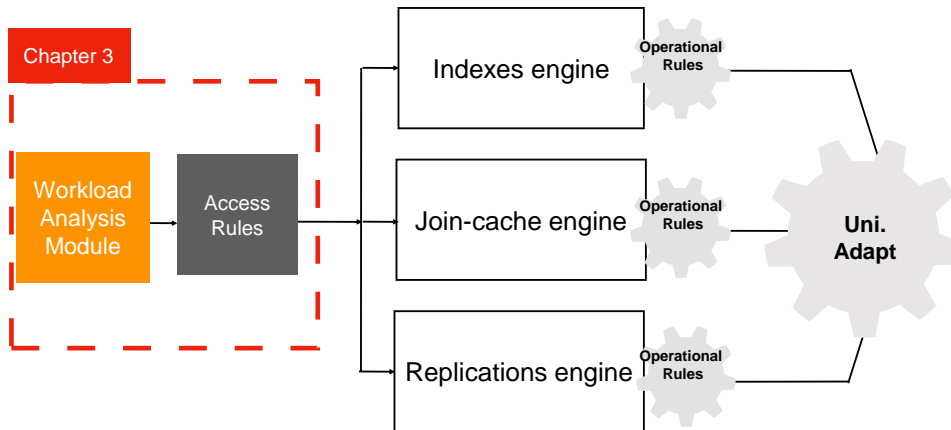 Chapter 3
Workload
Analysis
Module
Access
Rules
Indexes engine
Operational
Rules
Join-cache engine
Operational
Rules
Replications engine
Operational
Rules
Uni.
Adapt